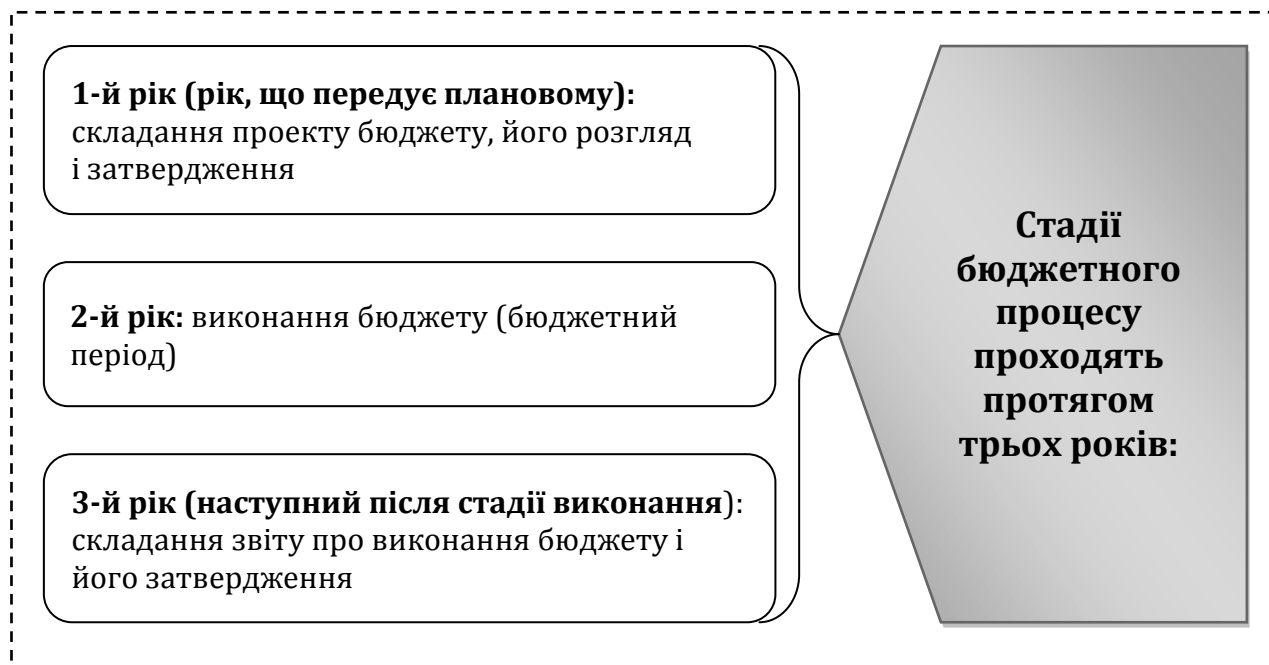 1-й рік (рік, що передує плановому):
складання проекту бюджету, його розгляд
і затвердження
2-й рік: виконання бюджету (бюджетний
період)
3-й рік (наступний після стадії виконання):
складання звіту про виконання бюджету і
його затвердження
Стадії
бюджетного
процесу
проходять
протягом
трьох років: